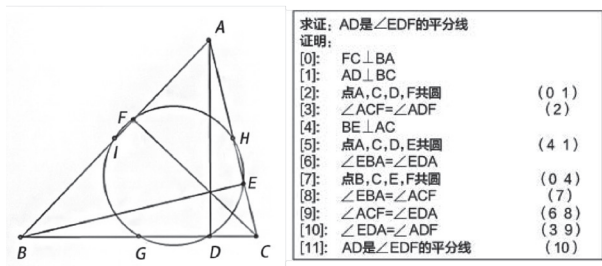 A
F
I
H
E
B
G
D
C
求证: AD是∠EDF的平分线
证明:
[0]: FC⊥BA
[1]: AD⊥BC
[2]: 点A,C,D,F共圆 (0 1)
[3]: ∠ACF=∠ADF (2)
[4]: BE⊥AC
[5]: 点A,C,D,E共圆 (4 1)
[6]: ∠EBA=∠EDA
[7]: 点B,C,E,F共圆 (0 4)
[8]: ∠EBA=∠ACF (7)
[9]: ∠ACF=∠EDA (6 8)
[10]: ∠EDA=∠ADF (3 9)
[11]: AD是∠EDF的平分线 (10)